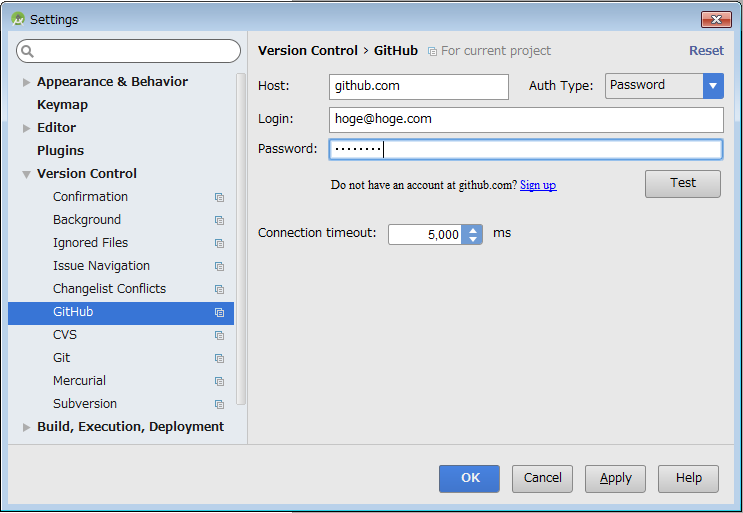 Settings
Version Control › GitHub For current project Reset
Appearance & Behavior
Keymap
Editor
Plugins
Version Control
Confirmation
Background
Ignored Files
Issue Navigation
Changelist Conflicts
GitHub
CVS
Git
Mercurial
Subversion
Build, Execution, Deployment
Host: github.com Auth Type: Password
Login: hoge@hoge.com
Password: ••••••••
Do not have an account at github.com? Sign up
Test
Connection timeout: 5,000 ms
OK Cancel Apply Help